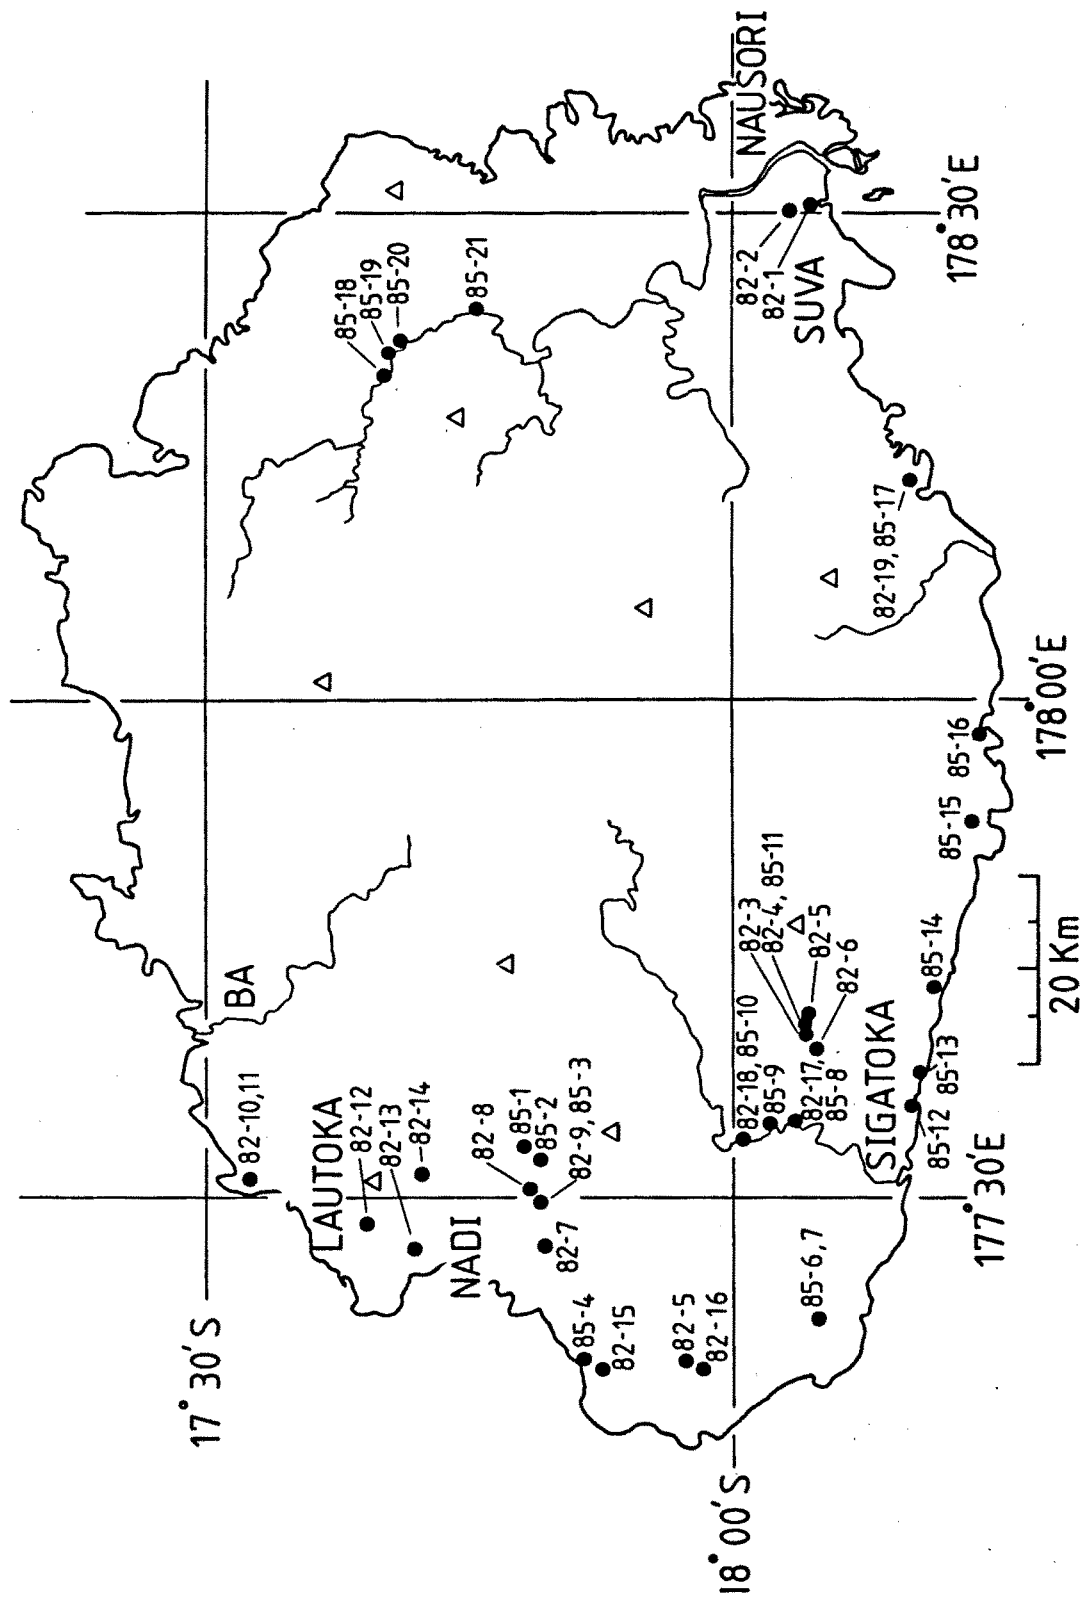 17°30'S
18°00'S
177°30'E
178°00'E
178°30'E
BA
LAUTOKA
NADI
SIGATOKA
SUVA
NAUSORI
82-10,11
82-12
82-13
82-14
82-8
85-1
85-2
82-9, 85-3
82-7
85-4
82-15
82-5
82-16
85-6,7
82-18, 85-10
85-9
82-17,
85-8
82-3
82-4, 85-11
82-5
82-6
85-12
85-13
85-14
85-15
85-16
82-19, 85-17
85-18
85-19
85-20
85-21
82-2
82-1
20 Km